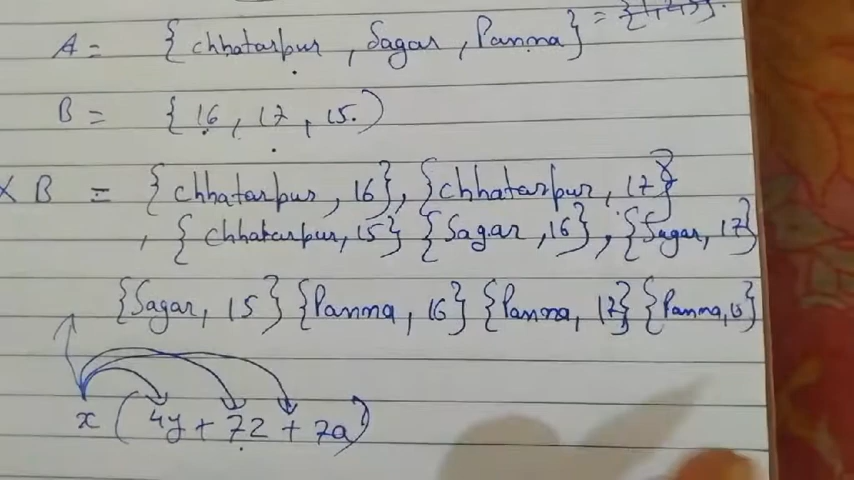 A = {chhatarpur, Sagar, Panna} =
B = {16, 17, 15.)
X B = {chhatarpur, 16}, {chhatarpur, 17}
, {chhatarpur, 15} {Sagar, 16}, {Sagar, 17}
{Sagar, 15} {Panna, 16} {Panna, 17} {Panna,
x (4y + 7z + 7a)